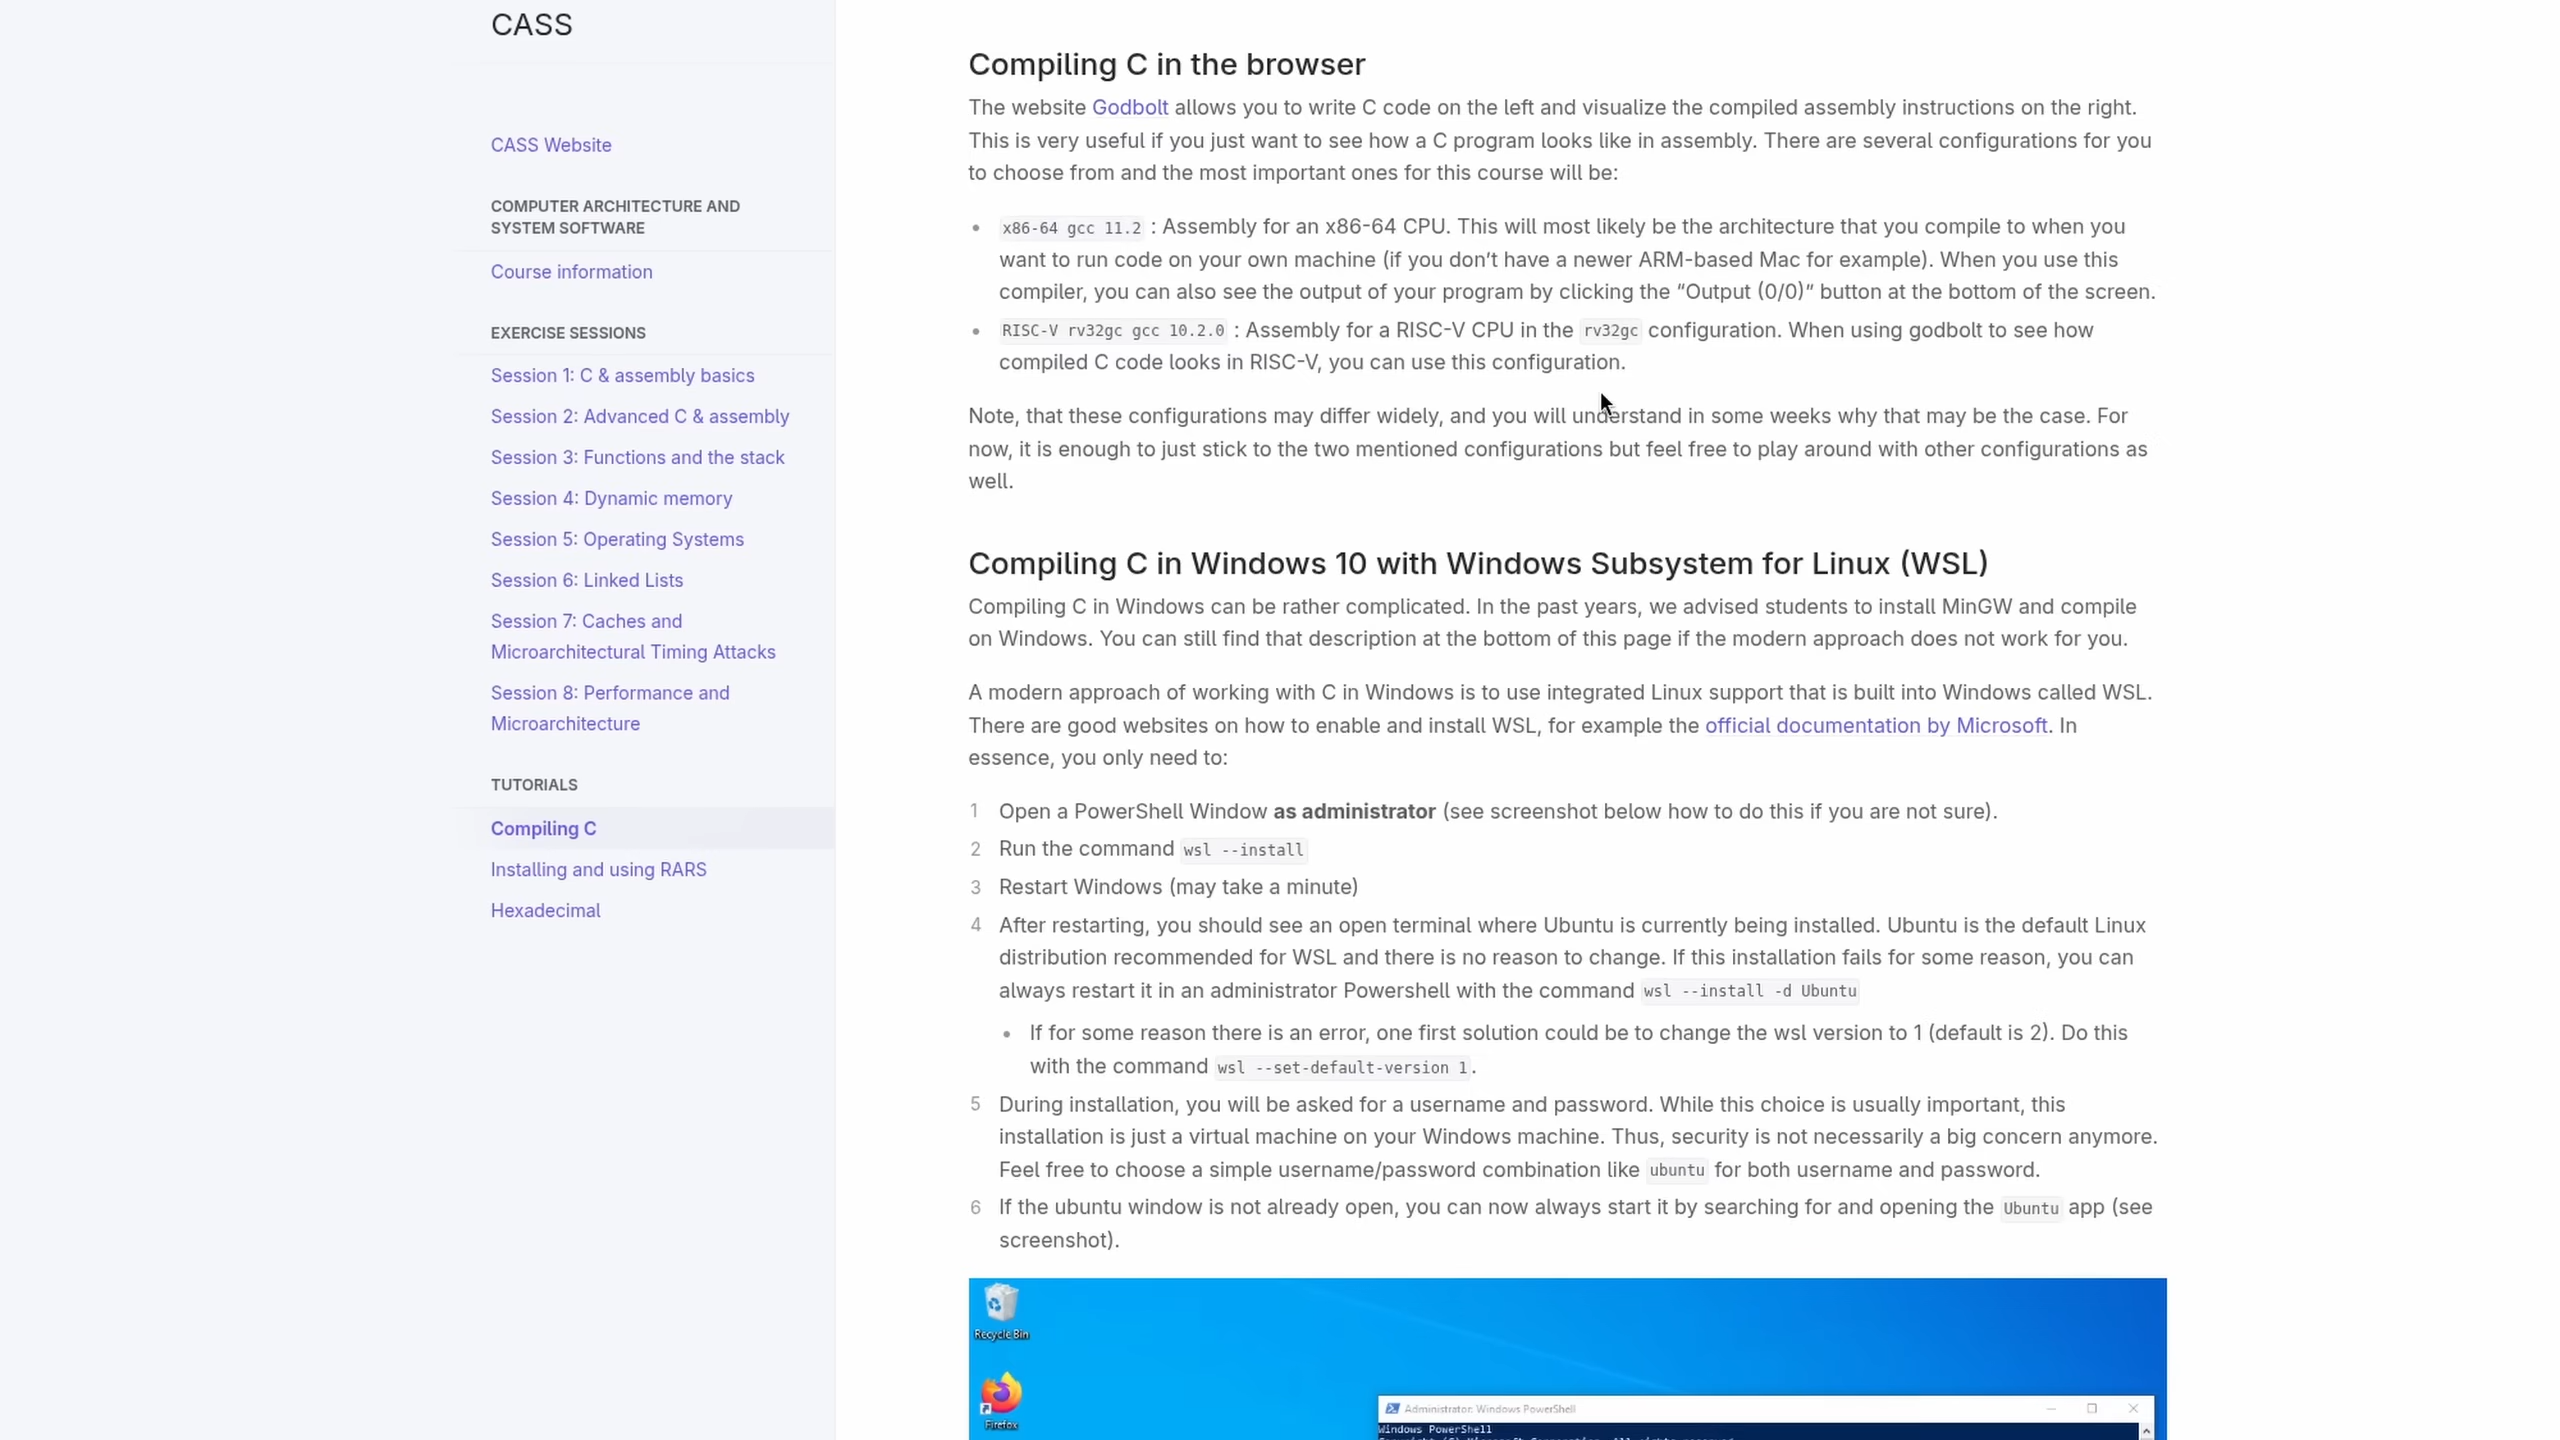 CASS
CASS Website
COMPUTER ARCHITECTURE AND
SYSTEM SOFTWARE
Course information
EXERCISE SESSIONS
Session 1: C & assembly basics
Session 2: Advanced C & assembly
Session 3: Functions and the stack
Session 4: Dynamic memory
Session 5: Operating Systems
Session 6: Linked Lists
Session 7: Caches and
Microarchitectural Timing Attacks
Session 8: Performance and
Microarchitecture
TUTORIALS
Compiling C
Installing and using RARS
Hexadecimal
Compiling C in the browser
The website Godbolt allows you to write C code on the left and visualize the compiled assembly instructions on the right.
This is very useful if you just want to see how a C program looks like in assembly. There are several configurations for you
to choose from and the most important ones for this course will be:
• x86-64 gcc 11.2 : Assembly for an x86-64 CPU. This will most likely be the architecture that you compile to when you
want to run code on your own machine (if you don’t have a newer ARM-based Mac for example). When you use this
compiler, you can also see the output of your program by clicking the “Output (0/0)” button at the bottom of the screen.
• RISC-V rv32gc gcc 10.2.0 : Assembly for a RISC-V CPU in the rv32gc configuration. When using godbolt to see how
compiled C code looks in RISC-V, you can use this configuration.
Note, that these configurations may differ widely, and you will understand in some weeks why that may be the case. For
now, it is enough to just stick to the two mentioned configurations but feel free to play around with other configurations as
well.
Compiling C in Windows 10 with Windows Subsystem for Linux (WSL)
Compiling C in Windows can be rather complicated. In the past years, we advised students to install MinGW and compile
on Windows. You can still find that description at the bottom of this page if the modern approach does not work for you.
A modern approach of working with C in Windows is to use integrated Linux support that is built into Windows called WSL.
There are good websites on how to enable and install WSL, for example the official documentation by Microsoft. In
essence, you only need to:
1 Open a PowerShell Window as administrator (see screenshot below how to do this if you are not sure).
2 Run the command wsl --install
3 Restart Windows (may take a minute)
4 After restarting, you should see an open terminal where Ubuntu is currently being installed. Ubuntu is the default Linux
distribution recommended for WSL and there is no reason to change. If this installation fails for some reason, you can
always restart it in an administrator Powershell with the command wsl --install -d Ubuntu
• If for some reason there is an error, one first solution could be to change the wsl version to 1 (default is 2). Do this
with the command wsl --set-default-version 1.
5 During installation, you will be asked for a username and password. While this choice is usually important, this
installation is just a virtual machine on your Windows machine. Thus, security is not necessarily a big concern anymore.
Feel free to choose a simple username/password combination like ubuntu for both username and password.
6 If the ubuntu window is not already open, you can now always start it by searching for and opening the Ubuntu app (see
screenshot).
Recycle Bin
Firefox
Administrator: Windows PowerShell
Windows PowerShell